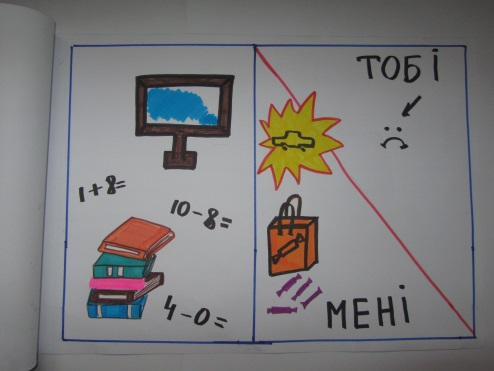 1+8=
10-8=
4-0=
ТОБІ
МЕНІ